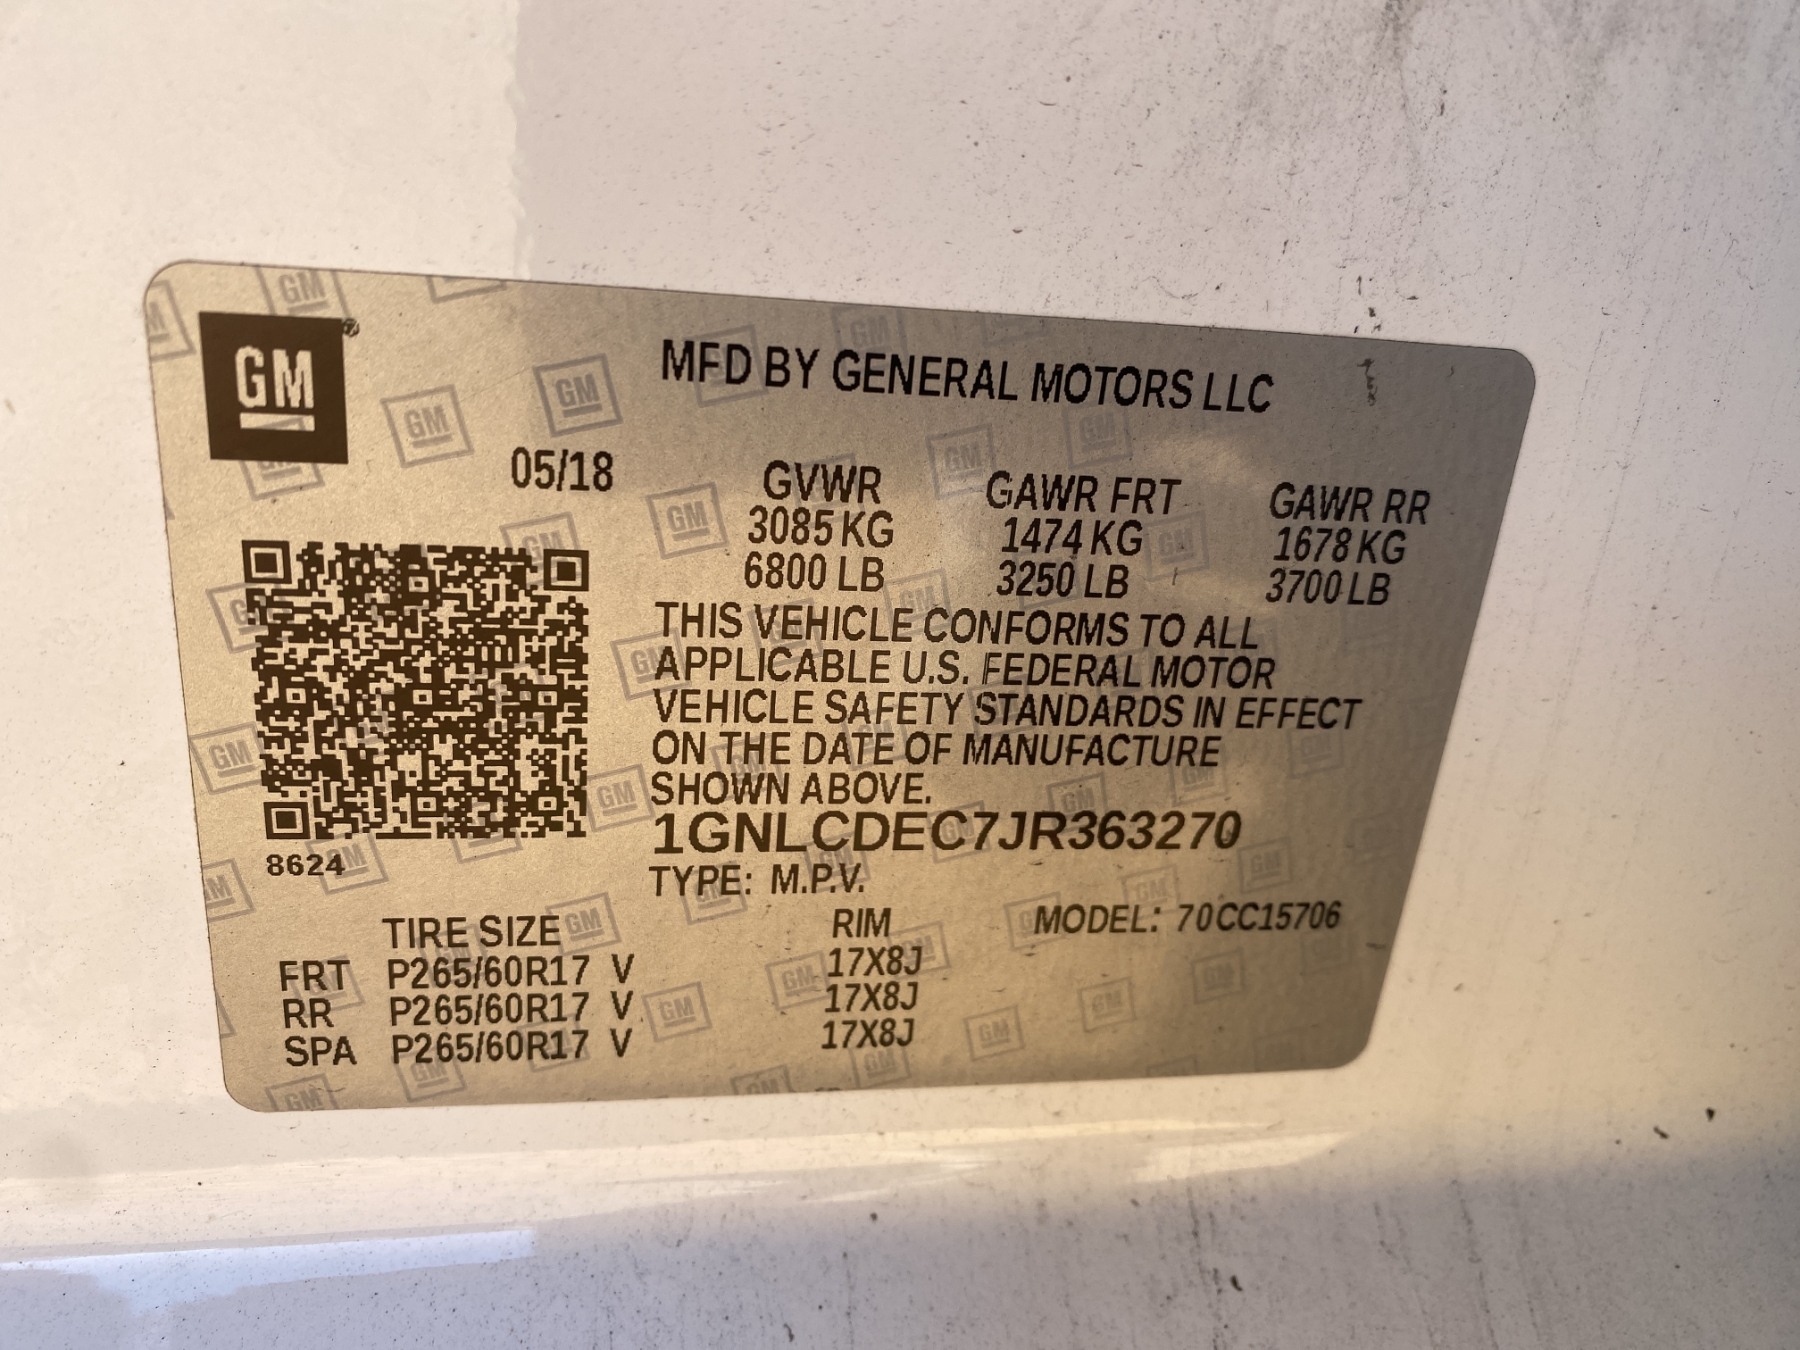 GM
MFD BY GENERAL MOTORS LLC
05/18
GVWR GAWR FRT GAWR RR
3085 KG 1474 KG 1678 KG
6800 LB 3250 LB 3700 LB
THIS VEHICLE CONFORMS TO ALL
APPLICABLE U.S. FEDERAL MOTOR
VEHICLE SAFETY STANDARDS IN EFFECT
ON THE DATE OF MANUFACTURE
SHOWN ABOVE.
1GNLCDEC7JR363270
8624
TYPE: M.P.V.
TIRE SIZE RIM MODEL: 70CC15706
FRT P265/60R17 V 17X8J
RR P265/60R17 V 17X8J
SPA P265/60R17 V 17X8J